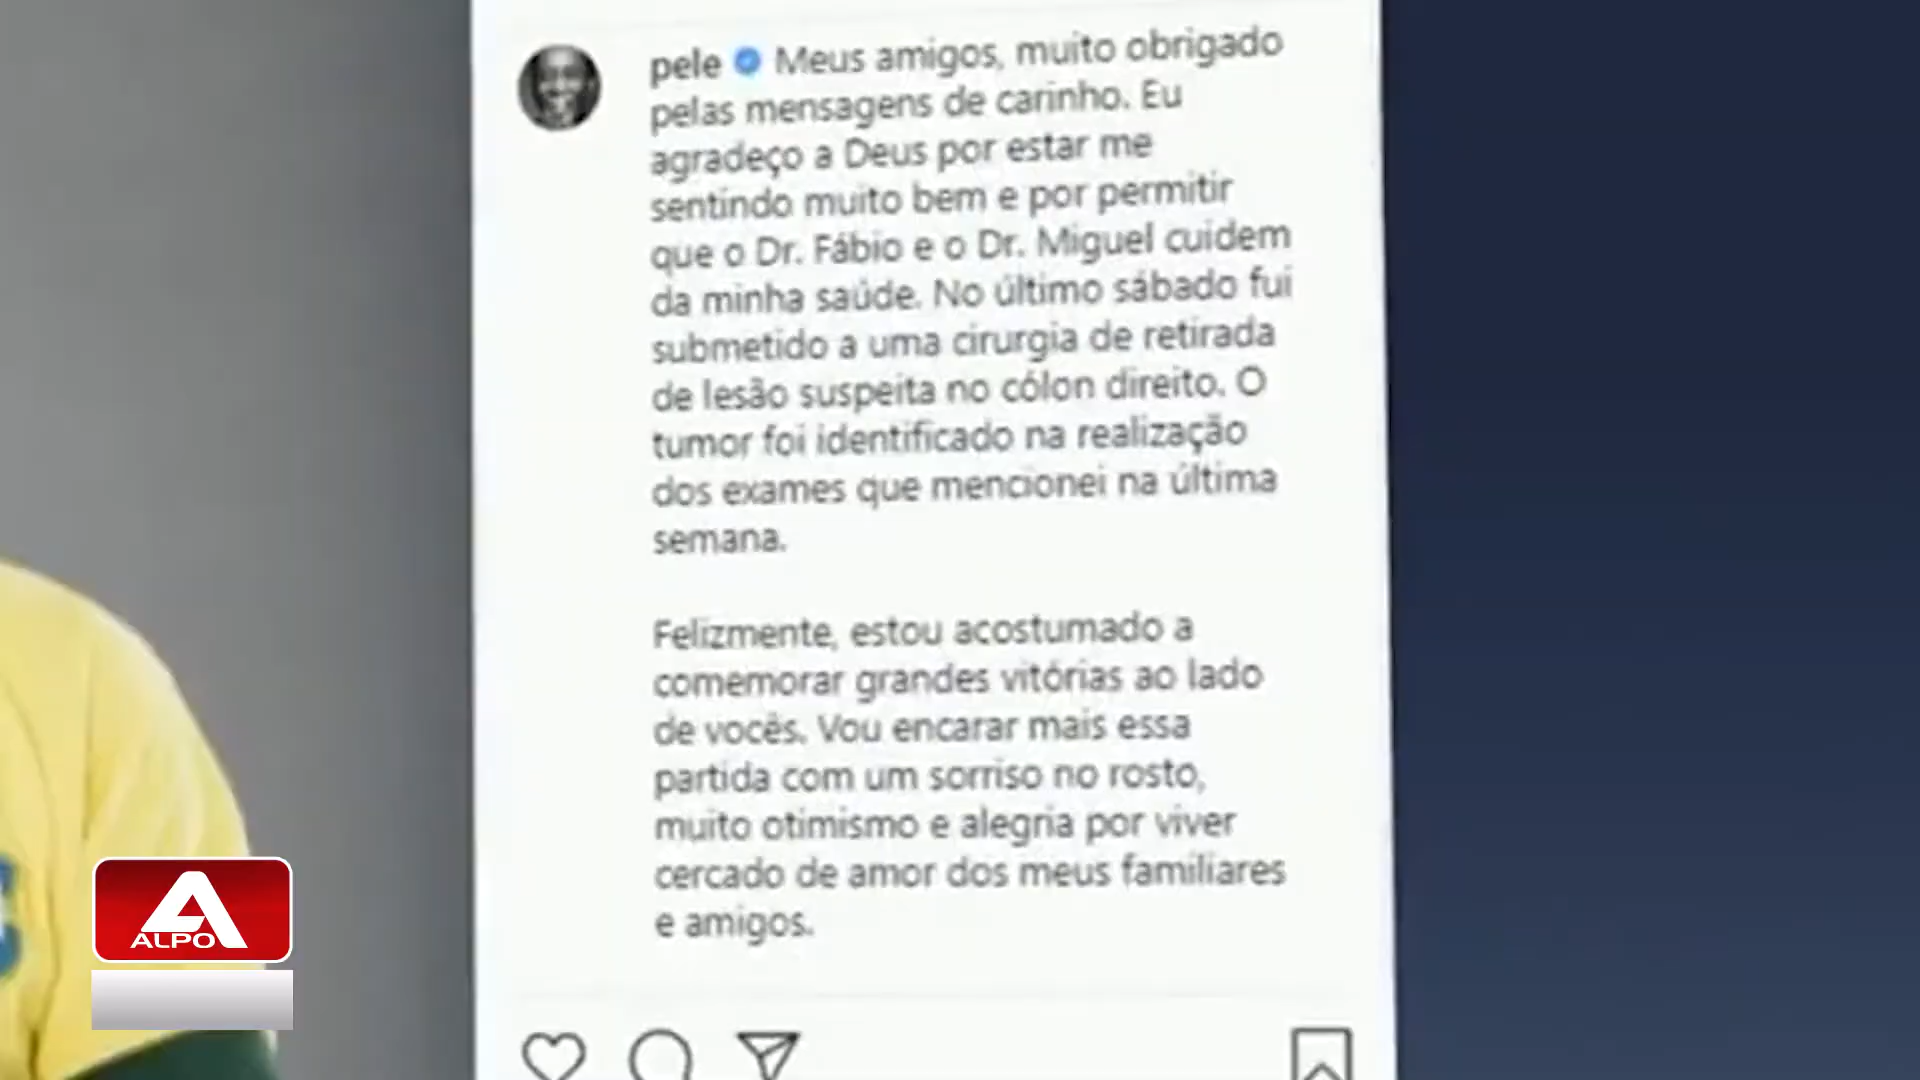 pele Meus amigos, muito obrigado
pelas mensagens de carinho. Eu
agradeço a Deus por estar me
sentindo muito bem e por permitir
que o Dr. Fábio e o Dr. Miguel cuidem
da minha saúde. No último sábado fui
submetido a uma cirurgia de retirada
de lesão suspeita no cólon direito. O
tumor foi identificado na realização
dos exames que mencionei na última
semana.
Felizmente, estou acostumado a
comemorar grandes vitórias ao lado
de vocês. Vou encarar mais essa
partida com um sorriso no rosto,
muito otimismo e alegria por viver
cercado de amor dos meus familiares
e amigos.
ALPO